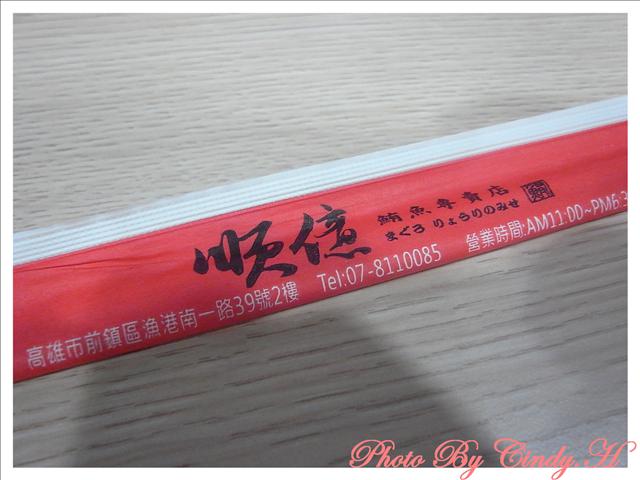 順億
鮪魚專賣店
まぐろ りょうりのみせ
高雄市前鎮區漁港南一路39號2樓 Tel:07-8110085 營業時間:AM11:00~PM6:3
Photo By Cindy.H